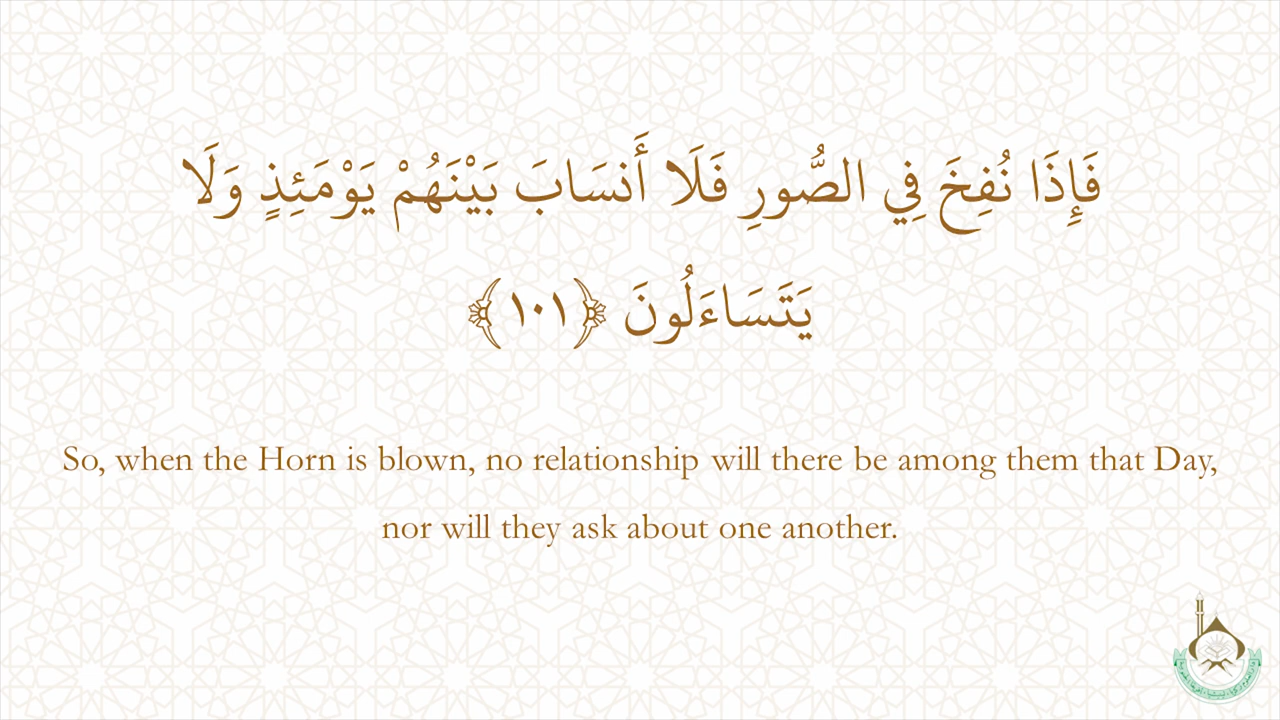 فَإِذَا نُفِخَ فِي الصُّورِ فَلَا أَنسَابَ بَيْنَهُمْ يَوْمَئِذٍ وَلَا
يَتَسَاءَلُونَ ﴿١٠١﴾
So, when the Horn is blown, no relationship will there be among them that Day,
nor will they ask about one another.